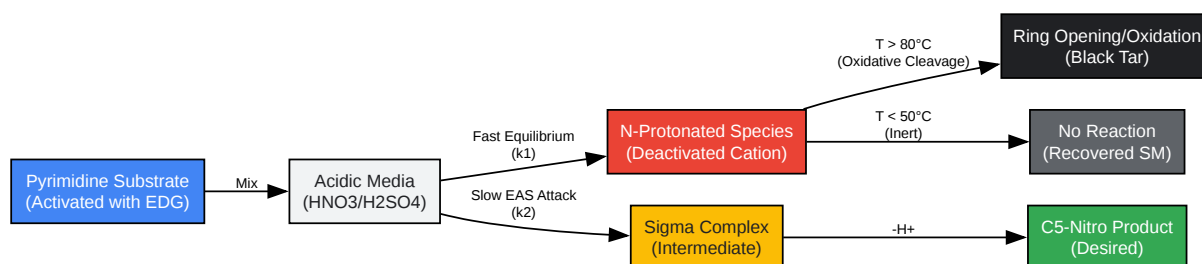 Pyrimidine Substrate
(Activated with EDG)
Mix
Acidic Media
(HNO3/H2SO4)
Fast Equilibrium
(k1)
Slow EAS Attack
(k2)
N-Protonated Species
(Deactivated Cation)
Sigma Complex
(Intermediate)
T > 80°C
(Oxidative Cleavage)
T < 50°C
(Inert)
-H+
Ring Opening/Oxidation
(Black Tar)
No Reaction
(Recovered SM)
C5-Nitro Product
(Desired)